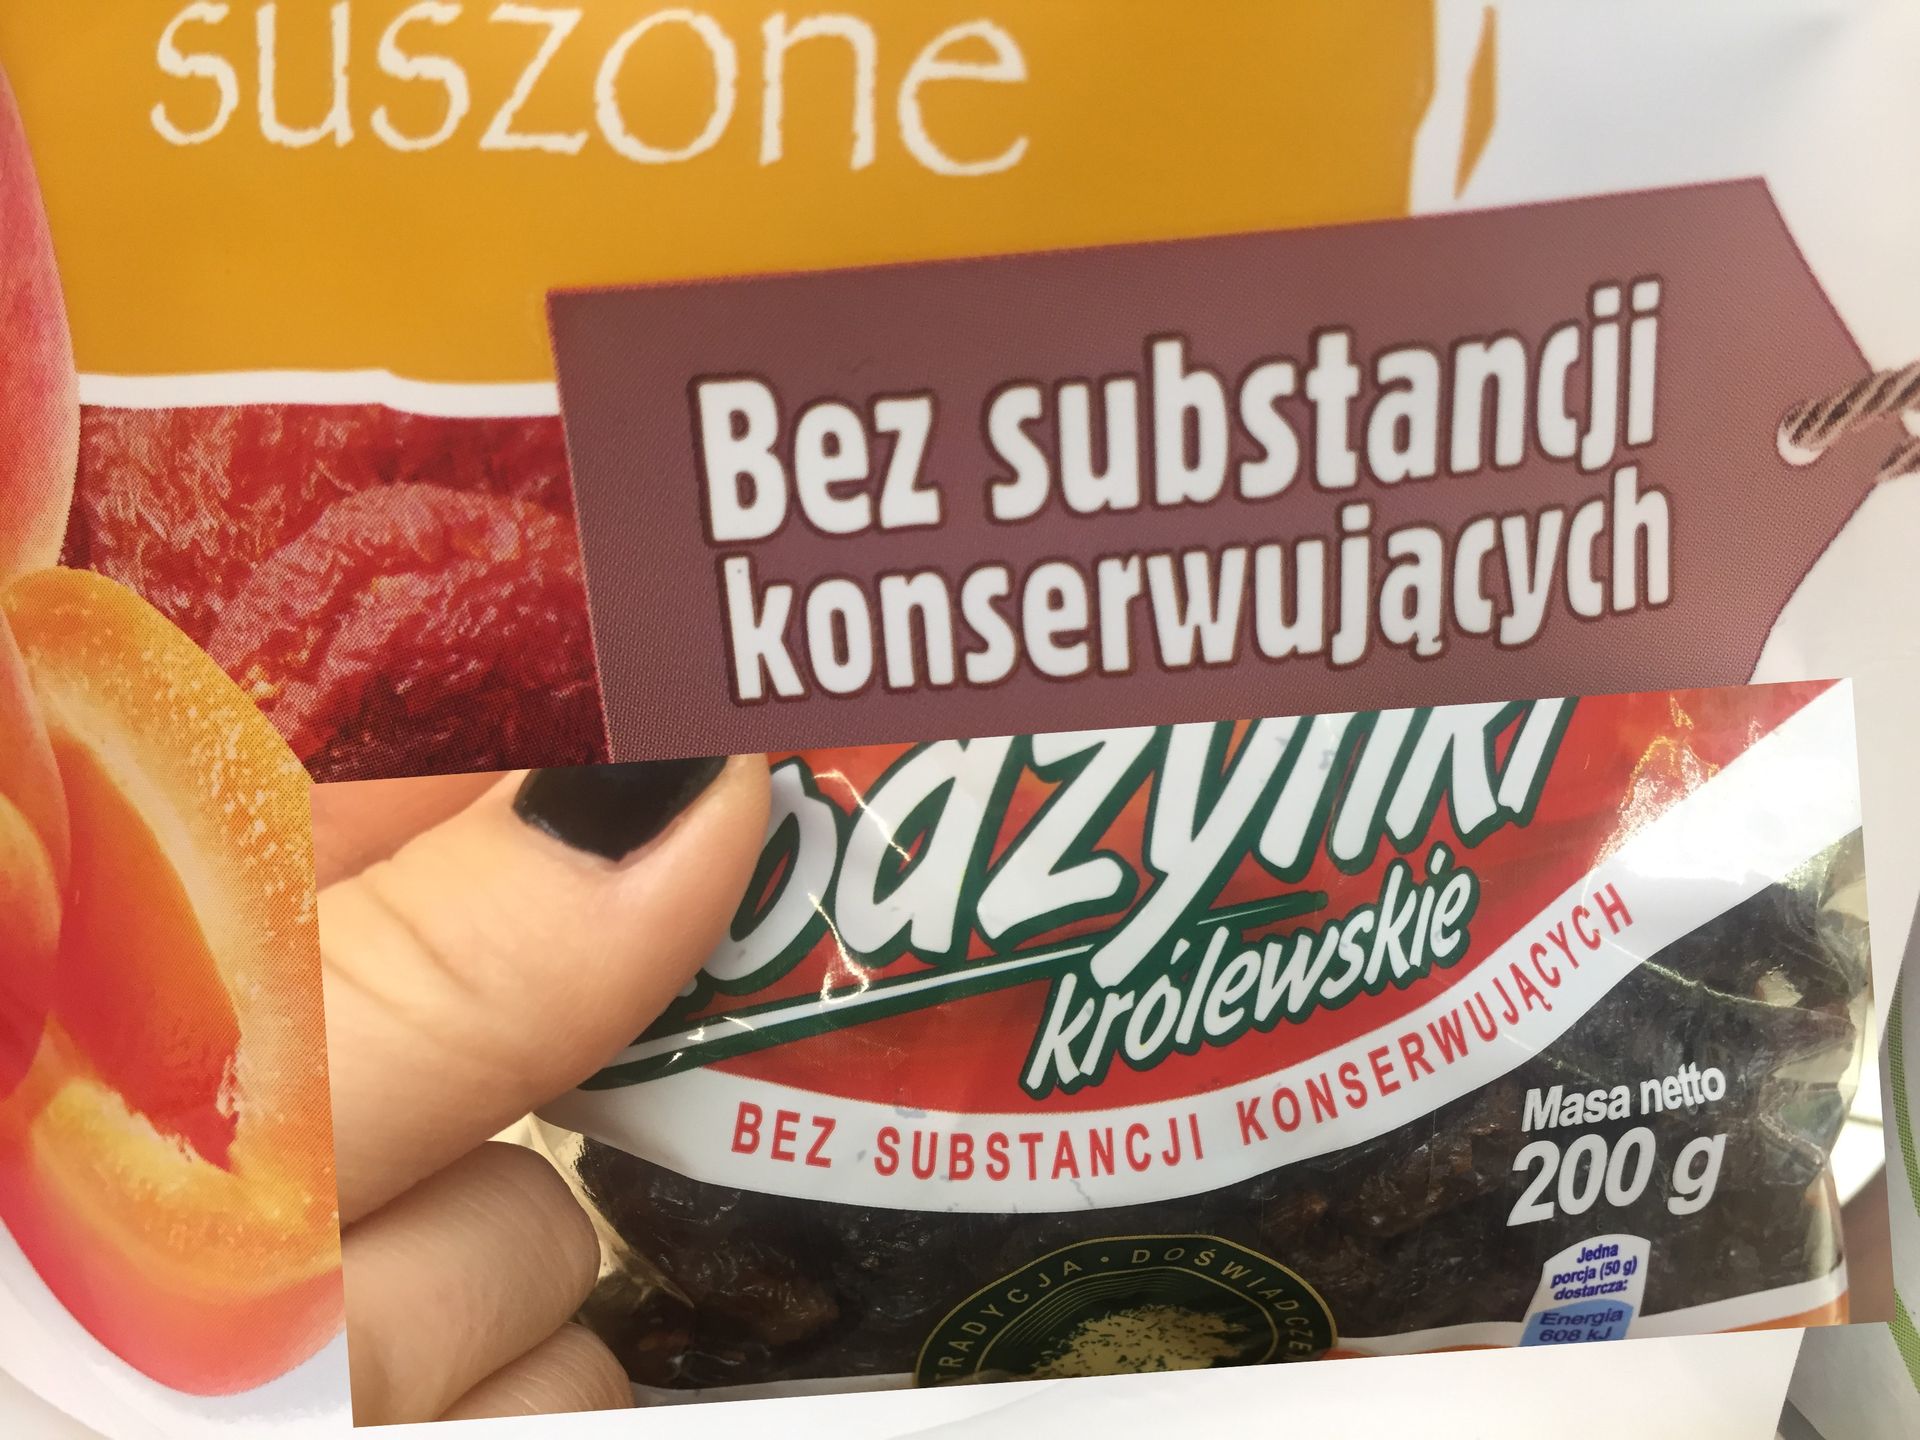 suszone
Bez substancji
konserwujących
królewskie
BEZ SUBSTANCJI KONSERWUJĄCYCH
Masa netto
200 g
TRADYCJA • DOŚWIADCZE
Jedna
porcja (50 g)
dostarcza:
Energia
608 kJ